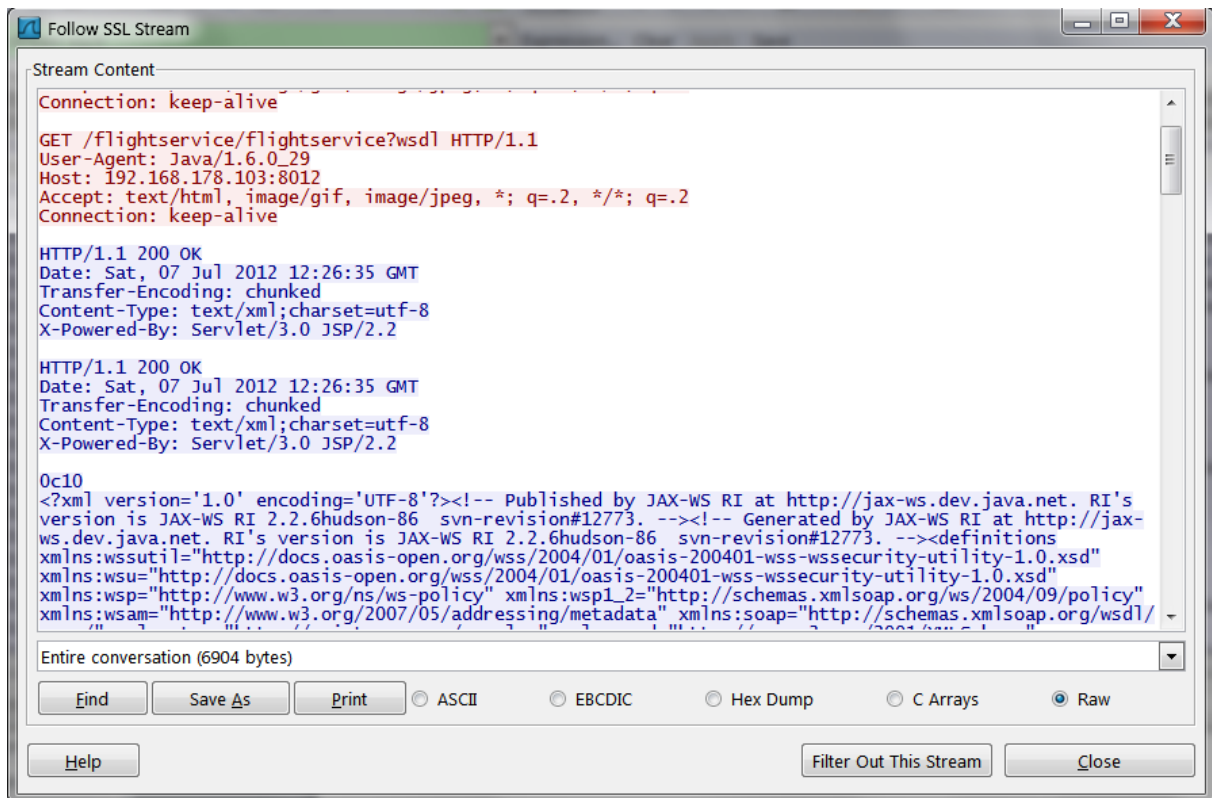 Follow SSL Stream
Stream Content
Connection: keep-alive
GET /flightservice/flightservice?wsdl HTTP/1.1
User-Agent: Java/1.6.0_29
Host: 192.168.178.103:8012
Accept: text/html, image/gif, image/jpeg, *; q=.2, */*; q=.2
Connection: keep-alive
HTTP/1.1 200 OK
Date: Sat, 07 Jul 2012 12:26:35 GMT
Transfer-Encoding: chunked
Content-Type: text/xml;charset=utf-8
X-Powered-By: Servlet/3.0 JSP/2.2
HTTP/1.1 200 OK
Date: Sat, 07 Jul 2012 12:26:35 GMT
Transfer-Encoding: chunked
Content-Type: text/xml;charset=utf-8
X-Powered-By: Servlet/3.0 JSP/2.2
0c10
<?xml version='1.0' encoding='UTF-8'?><!-- Published by JAX-WS RI at http://jax-ws.dev.java.net. RI's
version is JAX-WS RI 2.2.6hudson-86  svn-revision#12773. --><!-- Generated by JAX-WS RI at http://jax-
ws.dev.java.net. RI's version is JAX-WS RI 2.2.6hudson-86  svn-revision#12773. --><definitions
xmlns:wssutil="http://docs.oasis-open.org/wss/2004/01/oasis-200401-wss-wssecurity-utility-1.0.xsd"
xmlns:wsu="http://docs.oasis-open.org/wss/2004/01/oasis-200401-wss-wssecurity-utility-1.0.xsd"
xmlns:wsp="http://www.w3.org/ns/ws-policy" xmlns:wsp1_2="http://schemas.xmlsoap.org/ws/2004/09/policy"
xmlns:wsam="http://www.w3.org/2007/05/addressing/metadata" xmlns:soap="http://schemas.xmlsoap.org/wsdl/
Entire conversation (6904 bytes)
Find Save As Print ASCII EBCDIC Hex Dump C Arrays Raw
Help Filter Out This Stream Close